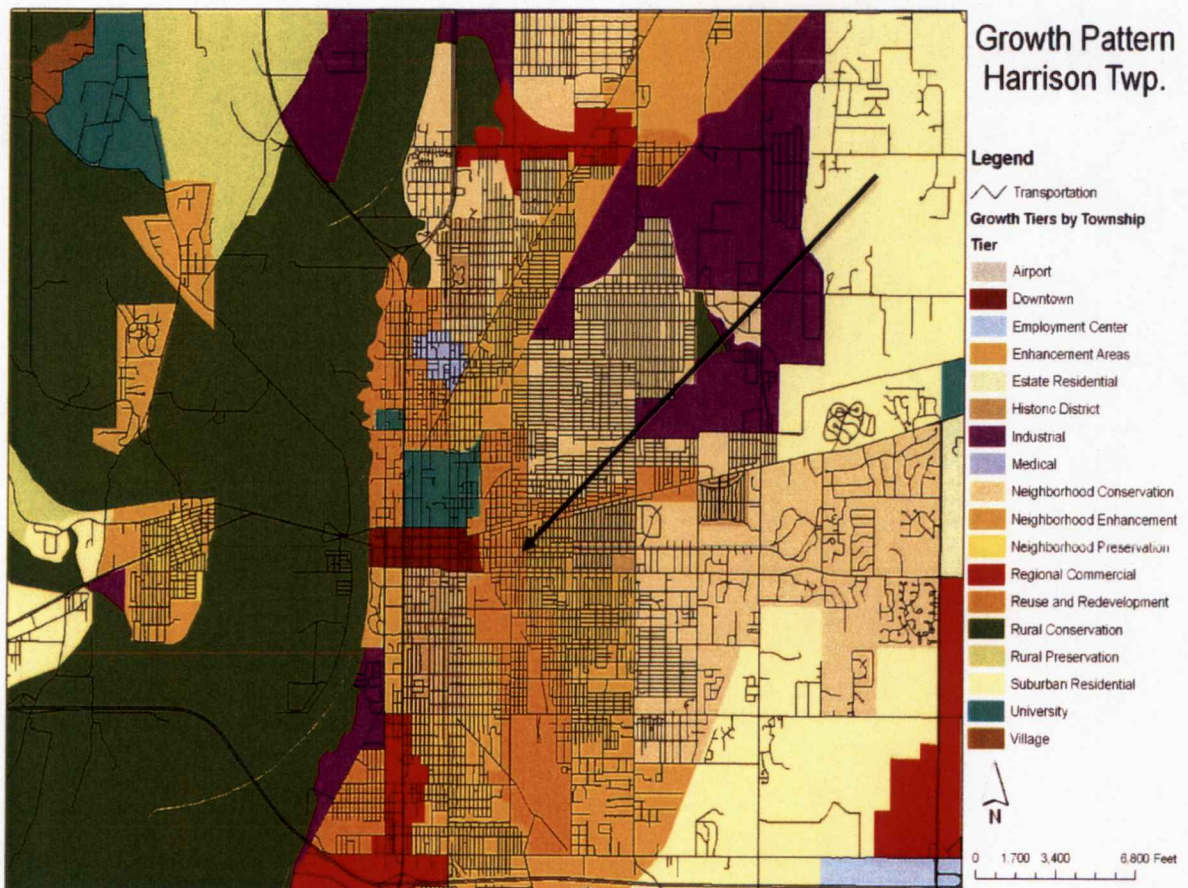 Growth Pattern
Harrison Twp.
Legend
Transportation
Growth Tiers by Township
Tier
Airport
Downtown
Employment Center
Enhancement Areas
Estate Residential
Historic District
Industrial
Medical
Neighborhood Conservation
Neighborhood Enhancement
Neighborhood Preservation
Regional Commercial
Reuse and Redevelopment
Rural Conservation
Rural Preservation
Suburban Residential
University
Village
N
0 1.700 3.400 6.800 Feet